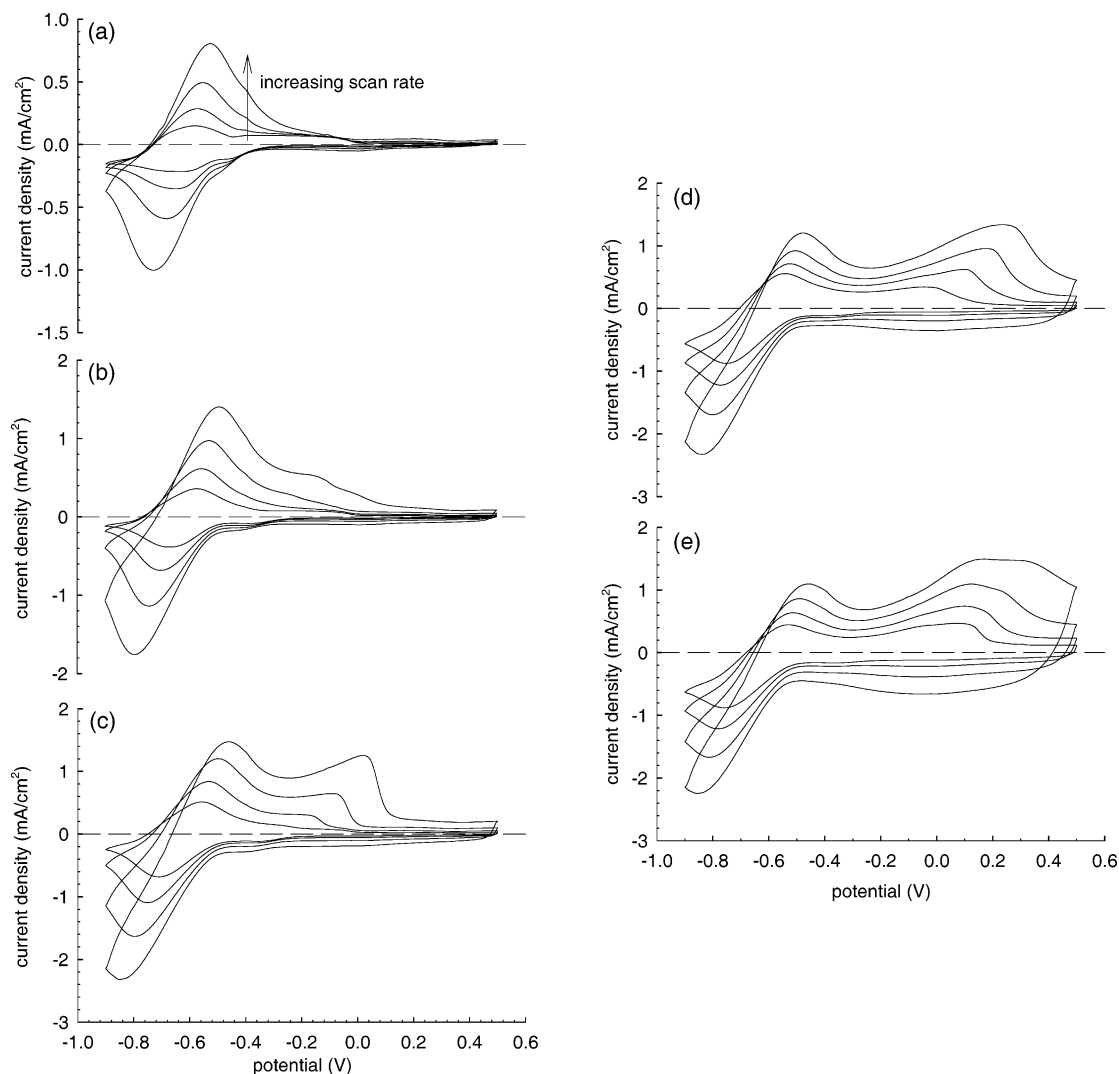 (a)
increasing scan rate
current density (mA/cm²)
1.0
0.5
0.0
-0.5
-1.0
-1.5
(b)
current density (mA/cm²)
2
1
0
-1
-2
(c)
current density (mA/cm²)
2
1
0
-1
-2
-3
-1.0 -0.8 -0.6 -0.4 -0.2 0.0 0.2 0.4 0.6
potential (V)
(d)
current density (mA/cm²)
2
1
0
-1
-2
-3
(e)
current density (mA/cm²)
2
1
0
-1
-2
-3
-1.0 -0.8 -0.6 -0.4 -0.2 0.0 0.2 0.4 0.6
potential (V)